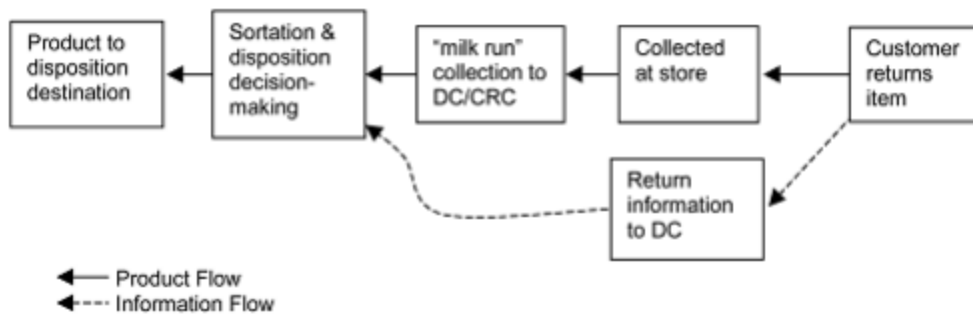 Product to
disposition
destination
Sortation &
disposition
decision-
making
“milk run”
collection to
DC/CRC
Collected
at store
Customer
returns
item
Return
information
to DC
Product Flow
Information Flow